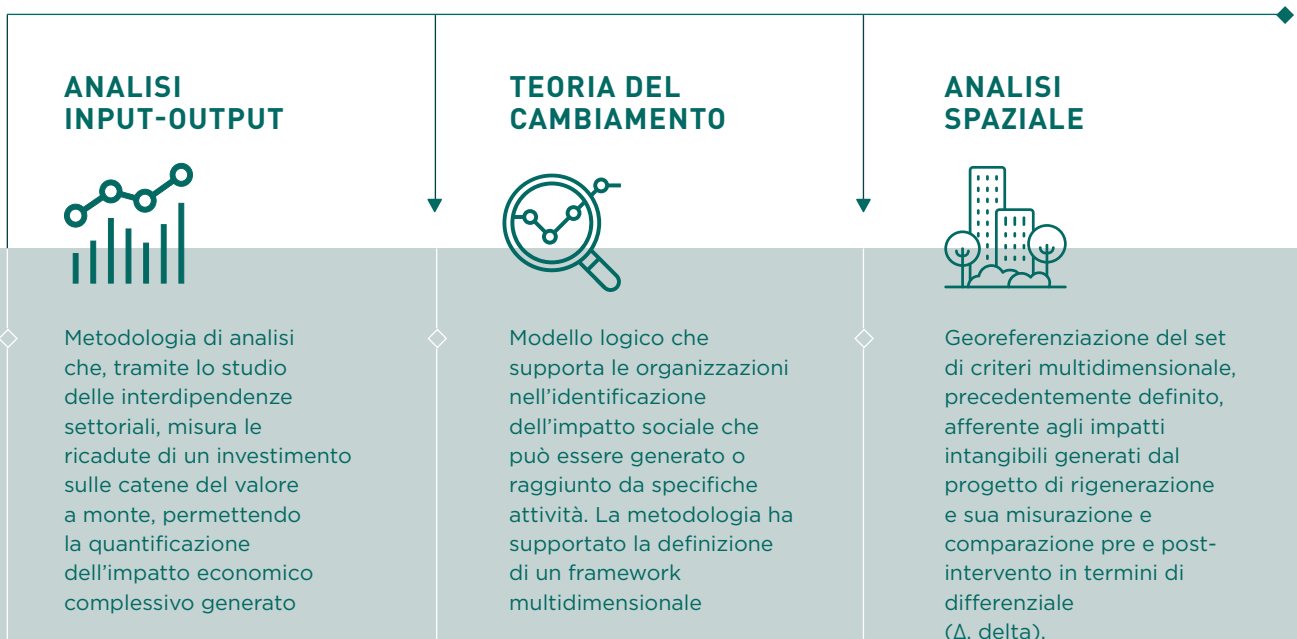 ANALISI
INPUT-OUTPUT
Metodologia di analisi
che, tramite lo studio
delle interdipendenze
settoriali, misura le
ricadute di un investimento
sulle catene del valore
a monte, permettendo
la quantificazione
dell'impatto economico
complessivo generato
TEORIA DEL
CAMBIAMENTO
Modello logico che
supporta le organizzazioni
nell'identificazione
dell'impatto sociale che
può essere generato o
raggiunto da specifiche
attività. La metodologia ha
supportato la definizione
di un framework
multidimensionale
ANALISI
SPAZIALE
Georeferenziazione del set
di criteri multidimensionale,
precedentemente definito,
afferente agli impatti
intangibili generati dal
progetto di rigenerazione
e sua misurazione e
comparazione pre e post-
intervento in termini di
differenziale
(Δ, delta).